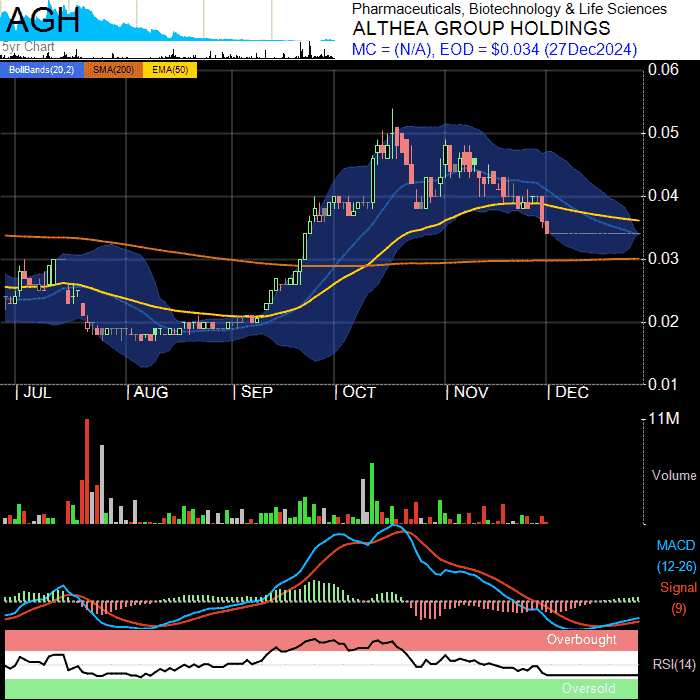 AGH
5yr Chart
Pharmaceuticals, Biotechnology & Life Sciences
ALTHEA GROUP HOLDINGS
MC = (N/A), EOD = $0.034 (27Dec2024)
BollBands(20,2) SMA(200) EMA(50)
0.06
0.05
0.04
0.03
0.02
0.01
JUL AUG SEP OCT NOV DEC
11M
Volume
MACD
(12-26)
Signal
(9)
Overbought
RSI(14)
Oversold